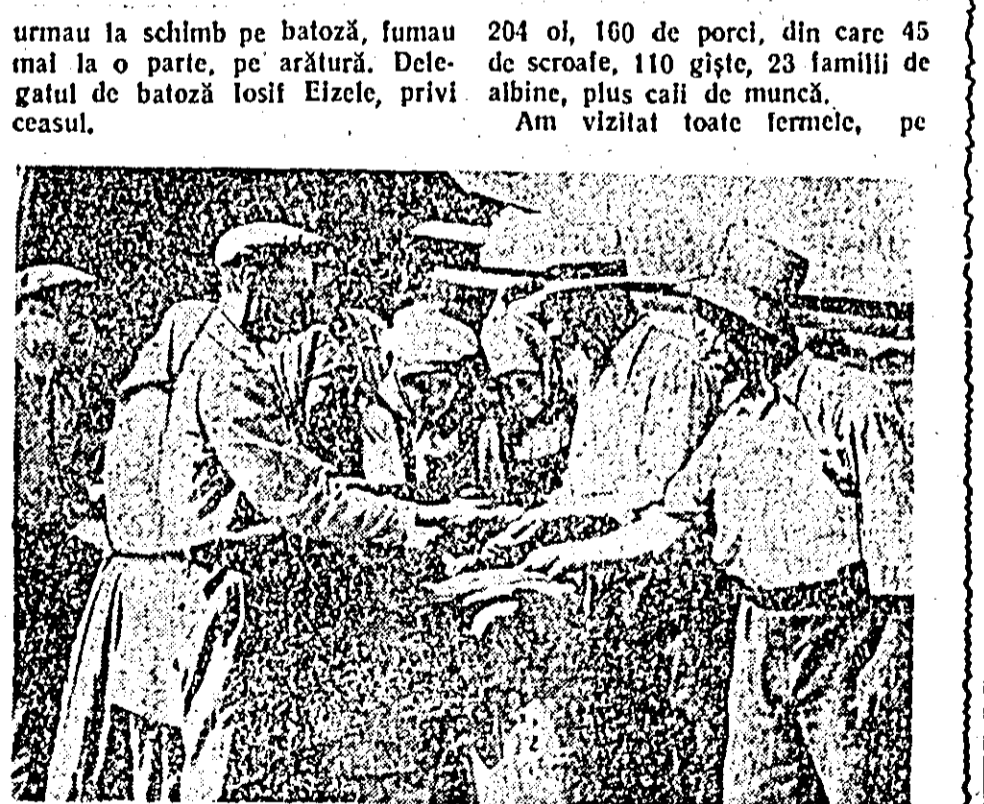 urmau la schimb pe batoză, fumau
mai la o parte, pe arătură. Dele-
gatul de batoză Iosif Eizele, privi
ceasul.
204 oi, 160 de porci, din care 45
de scroafe, 110 gîște, 23 familii de
albine, plus caii de muncă.
Am vizitat toate fermele, pe